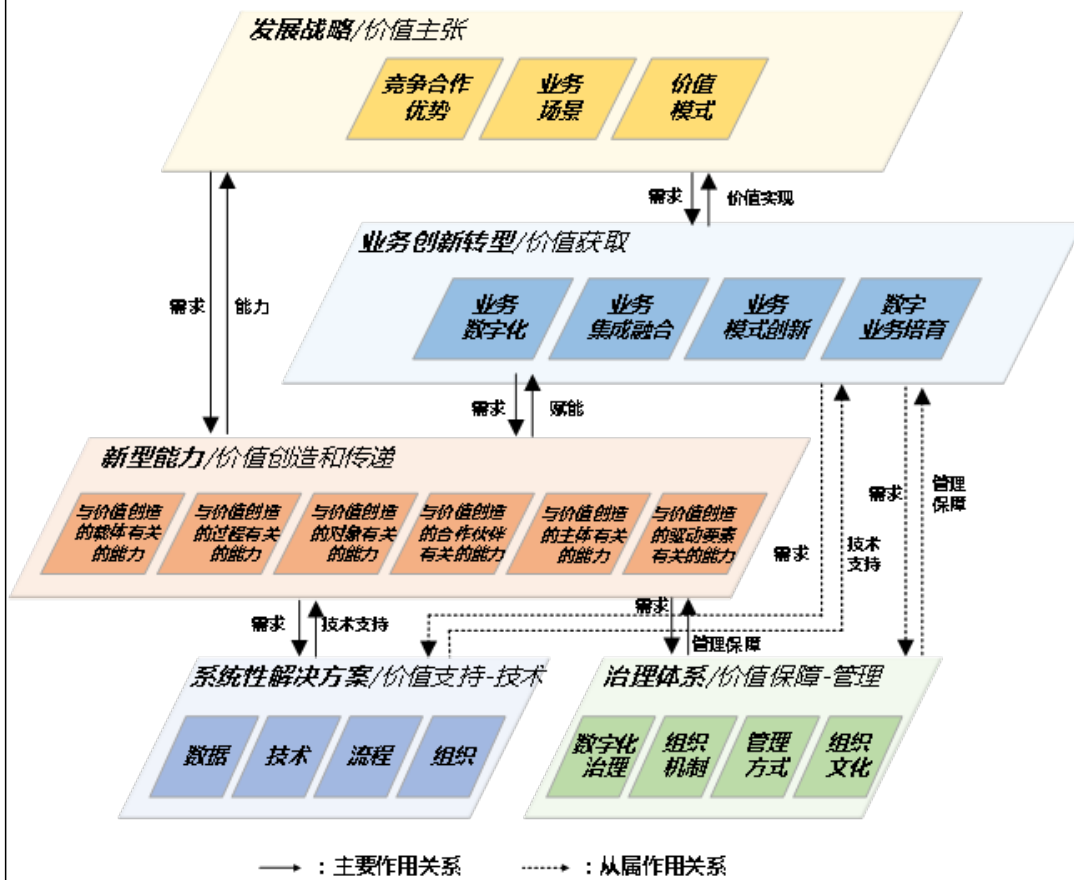 发展战略/价值主张
竞争合作
优势
业务
场景
价值
模式
需求
价值实现
业务创新转型/价值获取
业务
数字化
业务
集成融合
业务
模式创新
数字
业务培育
需求
能力
需求
赋能
新型能力/价值创造和传递
与价值创造
的载体有关
的能力
与价值创造
的过程有关
的能力
与价值创造
的对象有关
的能力
与价值创造
的合作伙伴
有关的能力
与价值创造
的主体有关
的能力
与价值创造
的驱动要素
有关的能力
需求
技术
支持
需求
管理
保障
需求
技术支持
需求
管理保障
系统性解决方案/价值支持-技术
数据
技术
流程
组织
治理体系/价值保障-管理
数字化
治理
组织
机制
管理
方式
组织
文化
：主要作用关系
：从属作用关系